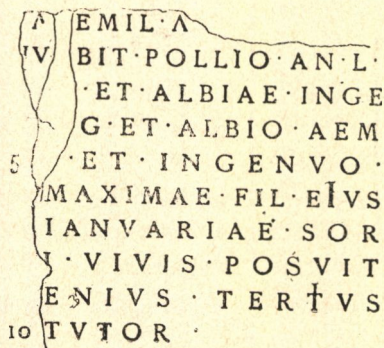 Λ EMIL·Λ
IV BIT·POLLIO·AN·L·
·ET·ALBIAE·INGE
G·ET·ALBIO·AEM
5 ·ET·INGENVO·
MAXIMAE·FIL·EIVS
IANVARIAE·SOR
I·VIVIS·POSVIT
ENIVS·TERTVS
10 TVTOR